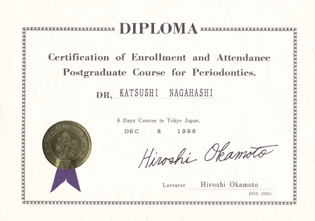 DIPLOMA
Certification of Enrollment and Attendance
Postgraduate Course for Periodontics.
DR. KATSUSHI NAGAHASHI
6 Days Course in Tokyo Japan.
DEC 6 1996
Hiroshi Okamoto
Lecturer Hiroshi Okamoto